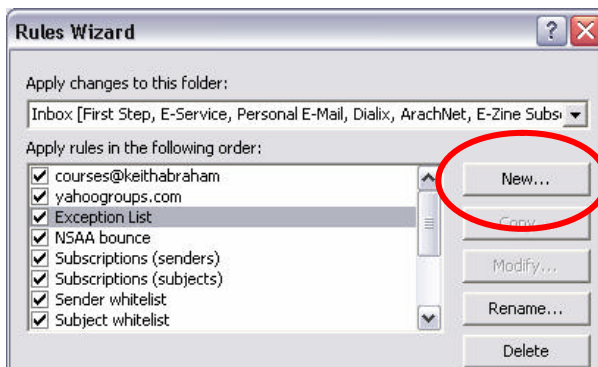 Rules Wizard
Apply changes to this folder:
Inbox [First Step, E-Service, Personal E-Mail, Dialix, ArachNet, E-Zine Subs
Apply rules in the following order:
courses@keithabraham
yahoogroups.com
Exception List
NSAA bounce
Subscriptions (senders)
Subscriptions (subjects)
Sender whitelist
Subject whitelist
New...
Copy...
Modify...
Rename...
Delete